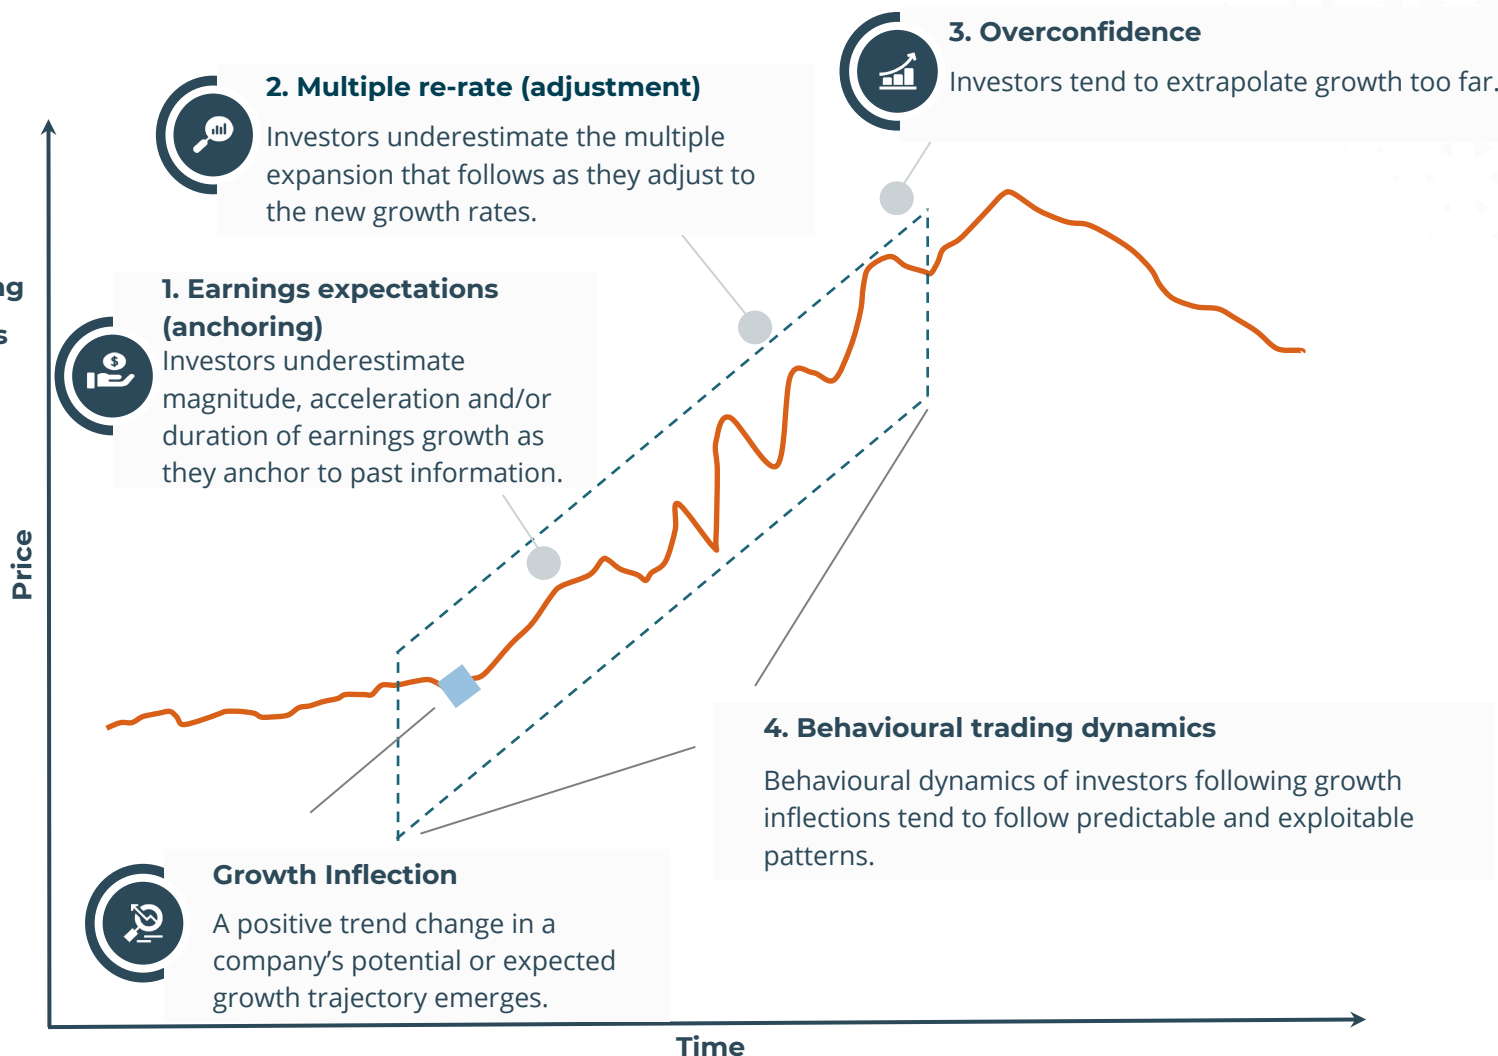 3. Overconfidence
Investors tend to extrapolate growth too far.
2. Multiple re-rate (adjustment)
Investors underestimate the multiple
expansion that follows as they adjust to
the new growth rates.
1. Earnings expectations
(anchoring)
Investors underestimate
magnitude, acceleration and/or
duration of earnings growth as
they anchor to past information.
$
Price
4. Behavioural trading dynamics
Behavioural dynamics of investors following growth
inflections tend to follow predictable and exploitable
patterns.
Growth Inflection
A positive trend change in a
company’s potential or expected
growth trajectory emerges.
Time